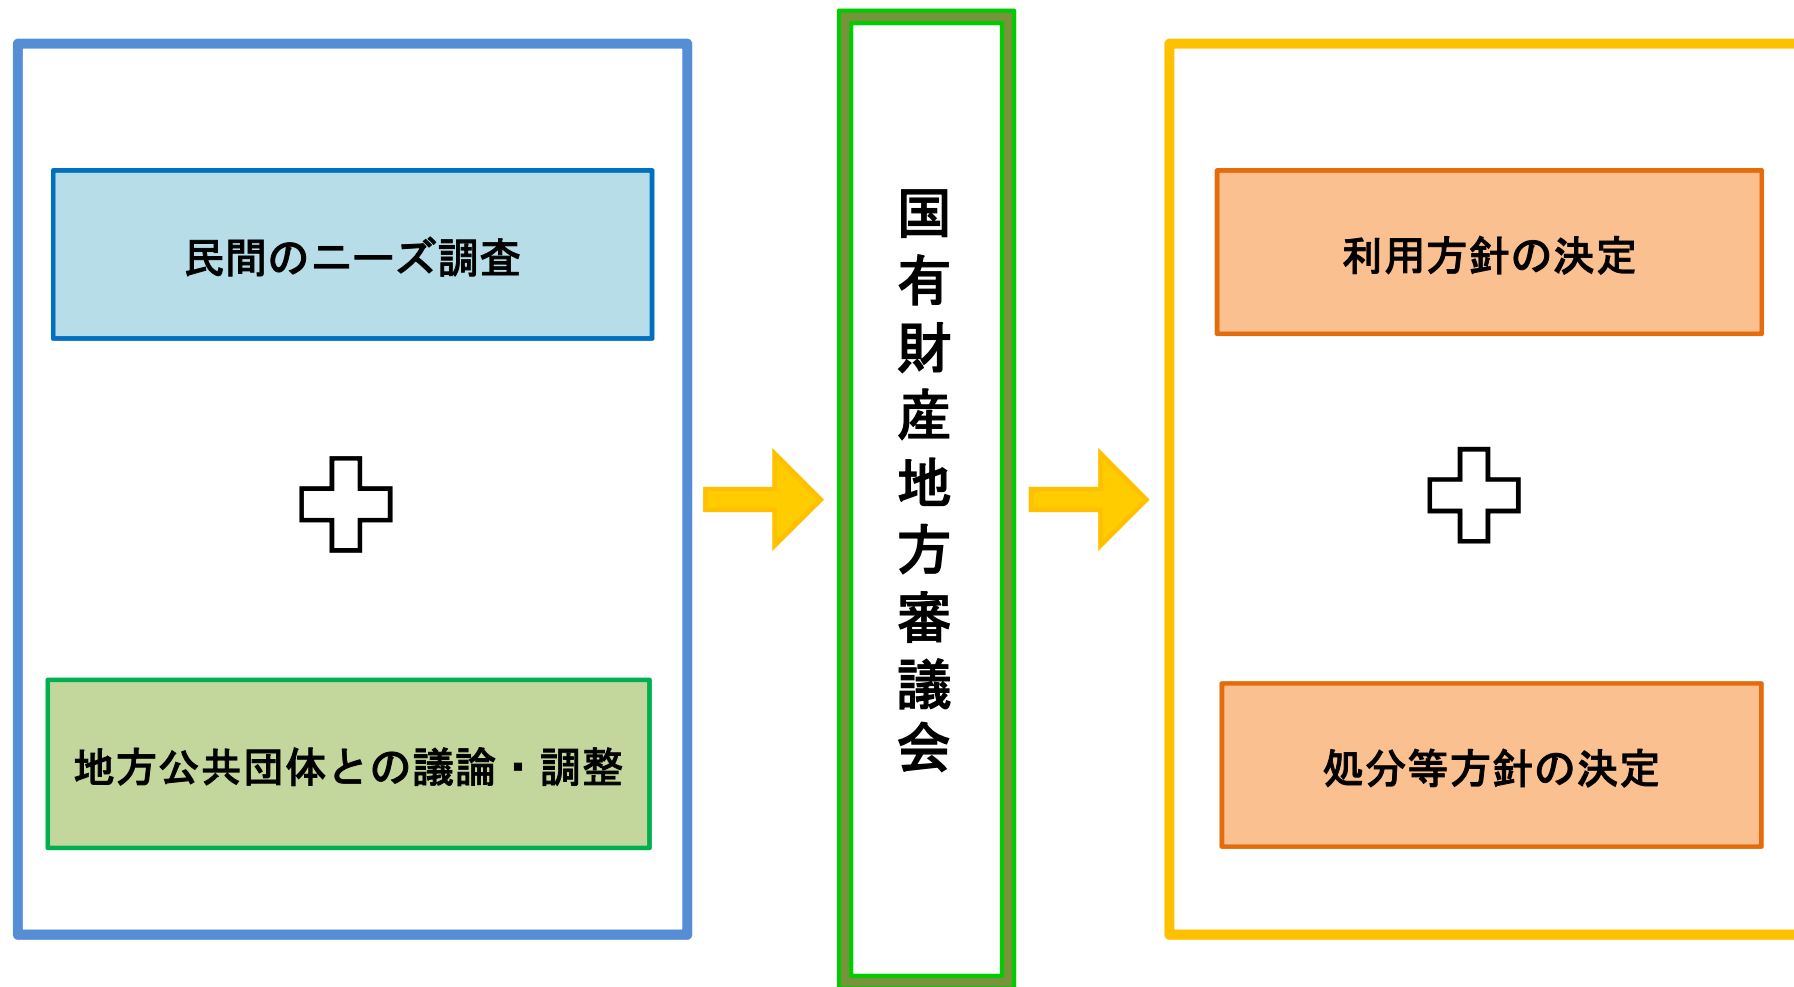 民間のニーズ調査
地方公共団体との議論・調整
国有財産地方審議会
利用方針の決定
処分等方針の決定